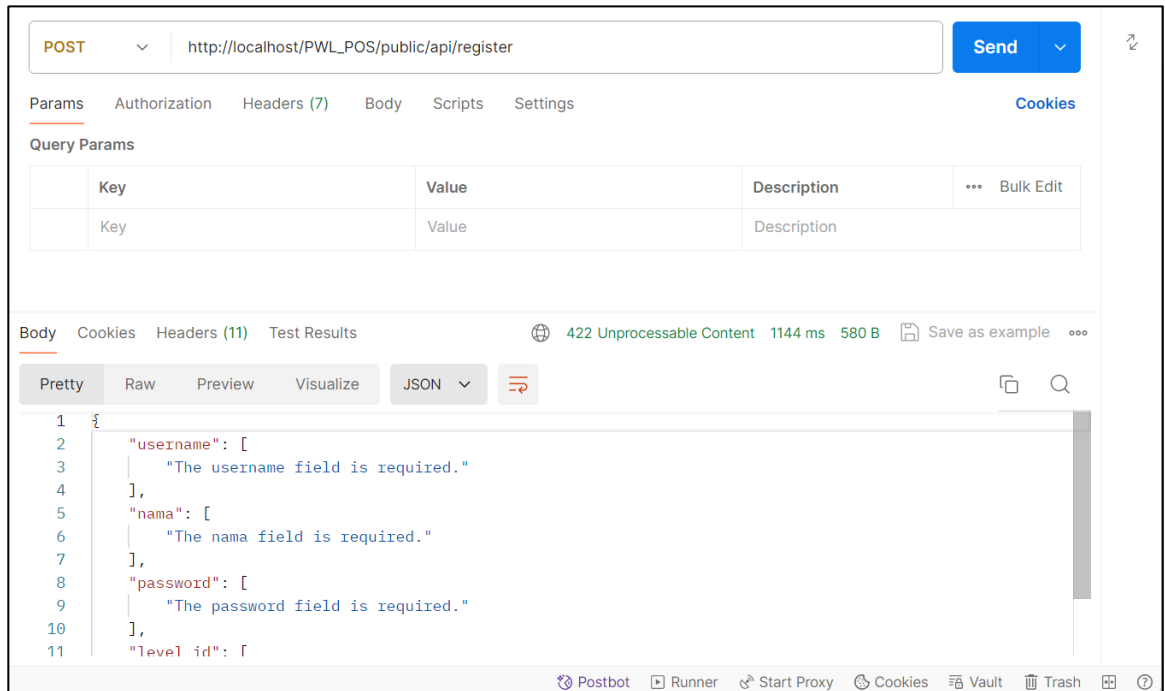 POST http://localhost/PWL_POS/public/api/register Send
Params Authorization Headers (7) Body Scripts Settings Cookies
Query Params
Key Value Description Bulk Edit
Key Value Description
Body Cookies Headers (11) Test Results 422 Unprocessable Content 1144 ms 580 B Save as example
Pretty Raw Preview Visualize JSON
1 {
2 "username": [
3 "The username field is required."
4 ],
5 "nama": [
6 "The nama field is required."
7 ],
8 "password": [
9 "The password field is required."
10 ],
11 "level_id": [
Postbot Runner Start Proxy Cookies Vault Trash